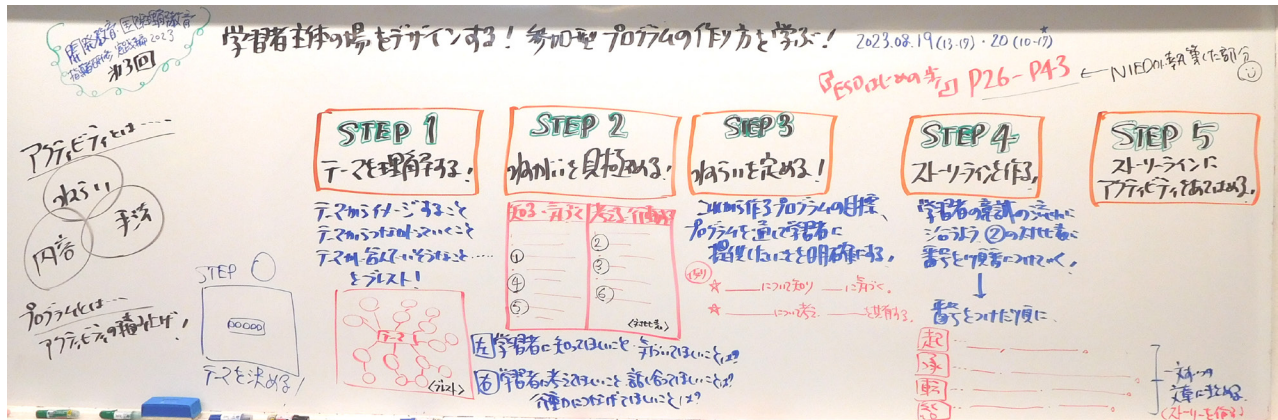 開発教育・国際理解教育
指導者研修 実践編2023
第3回
学習者主体の場をデザインする! 参加型プログラムの作り方を学ぶ!
2023.08.19(13-17)・20(10-17)
『ESDはじめの一歩』P26-P43
←NIEDが執筆した部分
アクティビティとは……
ねらい
手法
内容
プログラムとは…
アクティビティの積み上げ!
STEP 0
テーマを決める!
STEP 1
テーマを理解する!
テーマからイメージすること
テーマからつながっていくこと
テーマが含んでいそうなこと……
をブレスト!
テーマ
<ブレスト>
STEP 2
ねがいを見極める!
知る・気づく
考える・行動
①
④
⑤
②
③
⑥
<対比表>
左 学習者に知ってほしいこと 気づいてほしいことは?
右 学習者に考えてほしいこと 話し合ってほしいことは?
行動につなげてほしいことは?
STEP 3
ねらいを定める!
これから作るプログラムの目標、
プログラムを通して学習者に
提供したいことを明確にする。
☆ について知り に気づく。
☆ について考え を共有する。
STEP 4
ストーリーラインを作る。
学習者の意識の流れに
沿うよう②の対比表に
番号を順番につけていく。
↓
番号をつけた順に
起
承
転
結
文章にまとめる
(ストーリーを作る)
STEP 5
ストーリーラインに
アクティビティをあてはめる。